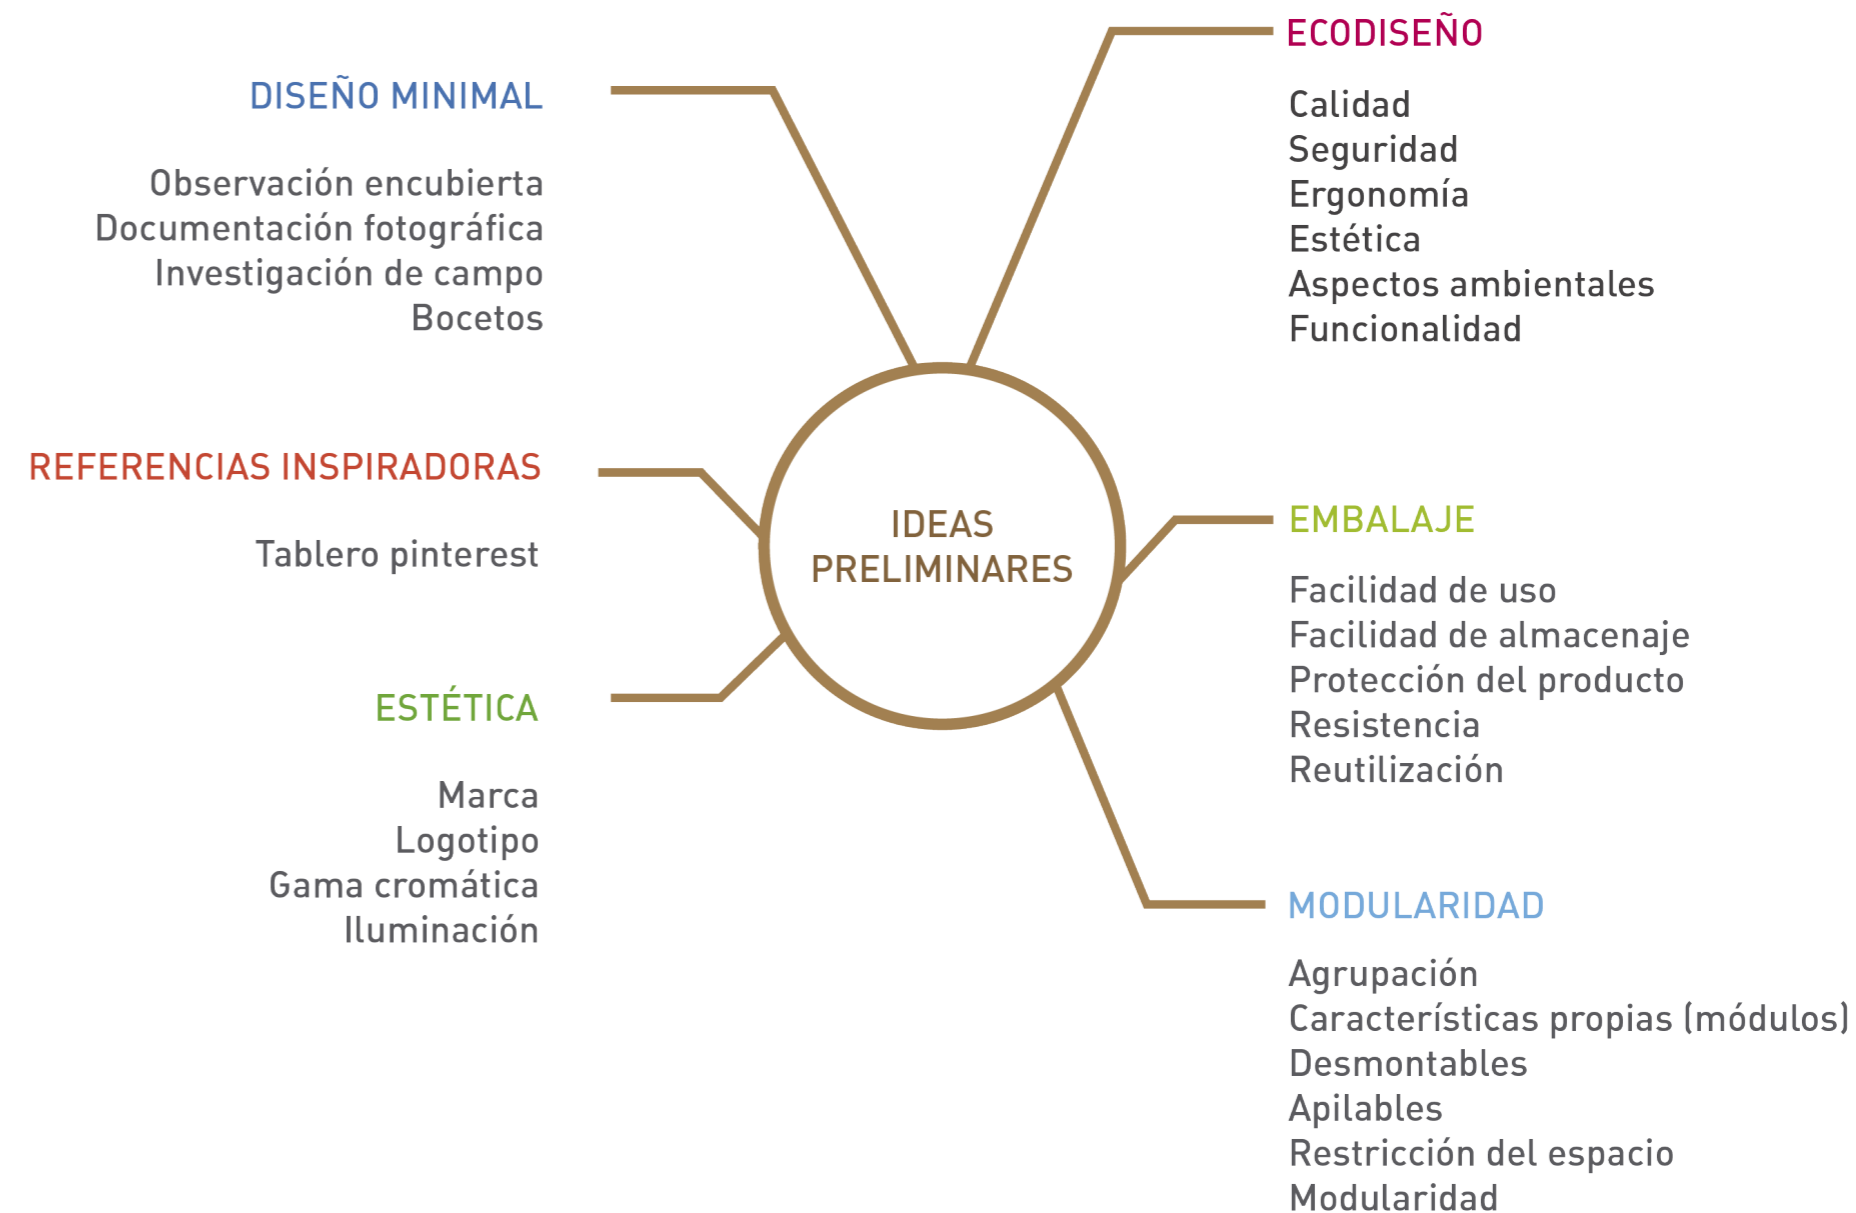 DISEÑO MINIMAL
Observación encubierta
Documentación fotográfica
Investigación de campo
Bocetos
REFERENCIAS INSPIRADORAS
Tablero pinterest
ESTÉTICA
Marca
Logotipo
Gama cromática
Iluminación
IDEAS
PRELIMINARES
ECODISEÑO
Calidad
Seguridad
Ergonomía
Estética
Aspectos ambientales
Funcionalidad
EMBALAJE
Facilidad de uso
Facilidad de almacenaje
Protección del producto
Resistencia
Reutilización
MODULARIDAD
Agrupación
Características propias (módulos)
Desmontables
Apilables
Restricción del espacio
Modularidad